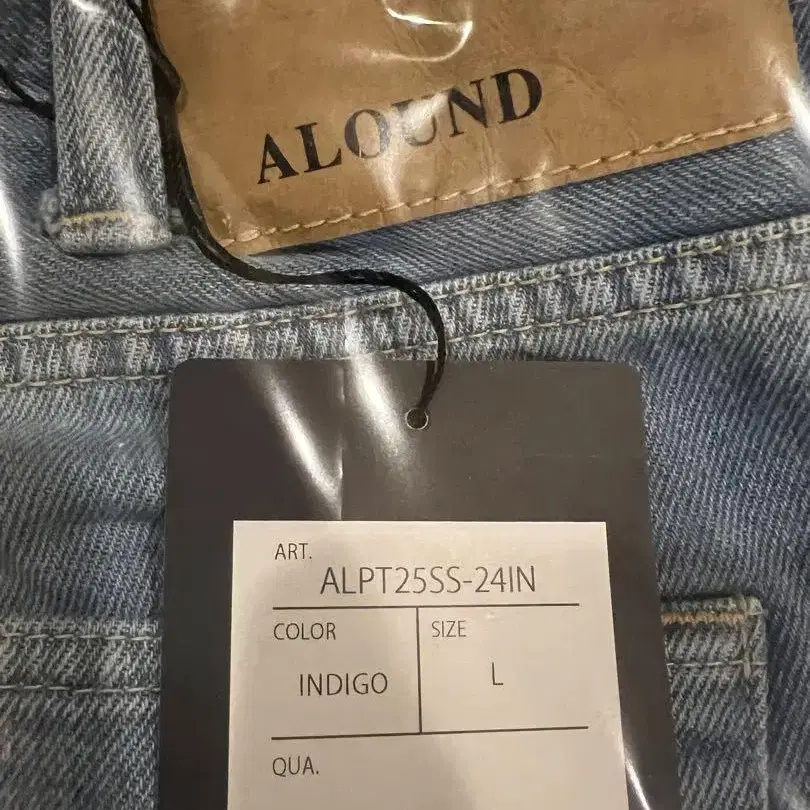 ALOUND
ART.
ALPT25SS-24IN
COLOR
SIZE
INDIGO
L
QUA.